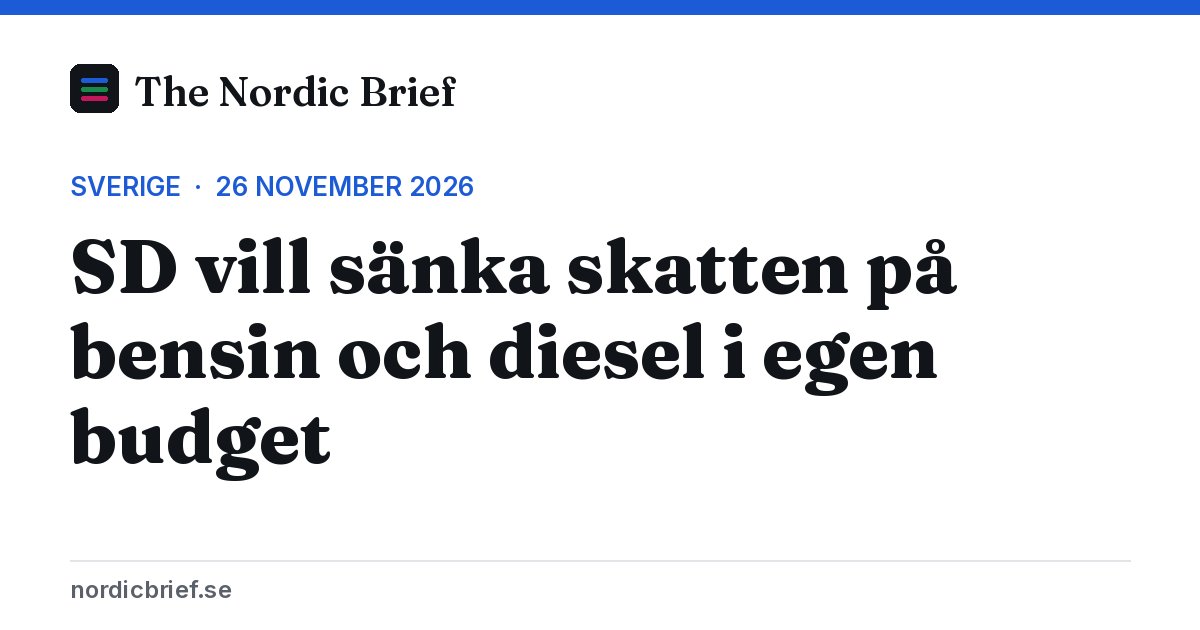 The Nordic Brief
SVERIGE · 26 NOVEMBER 2026
SD vill sänka skatten på
bensin och diesel i egen
budget
nordicbrief.se